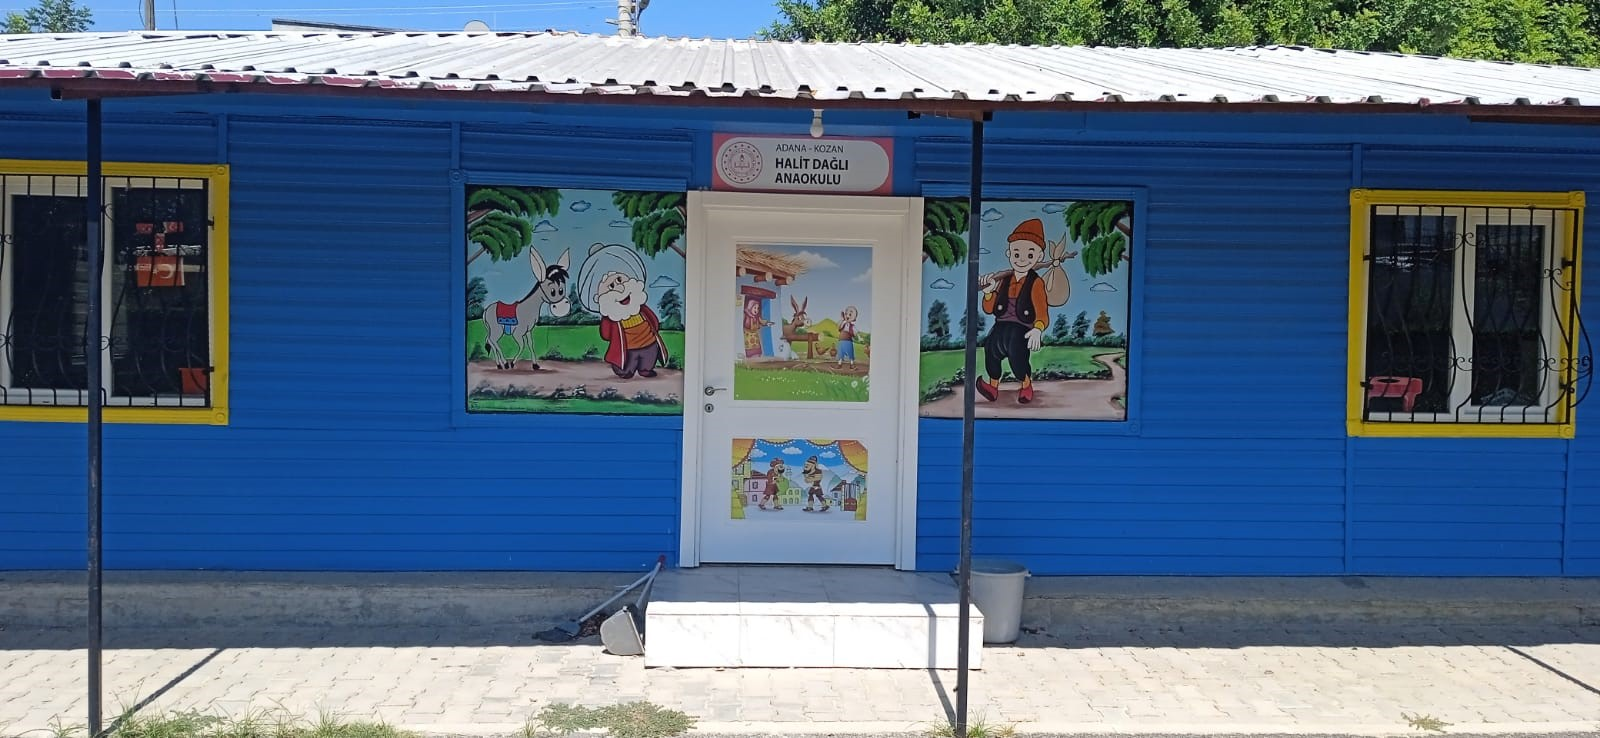 ADANA - KOZAN
HALİT DAĞLI
ANAOKULU